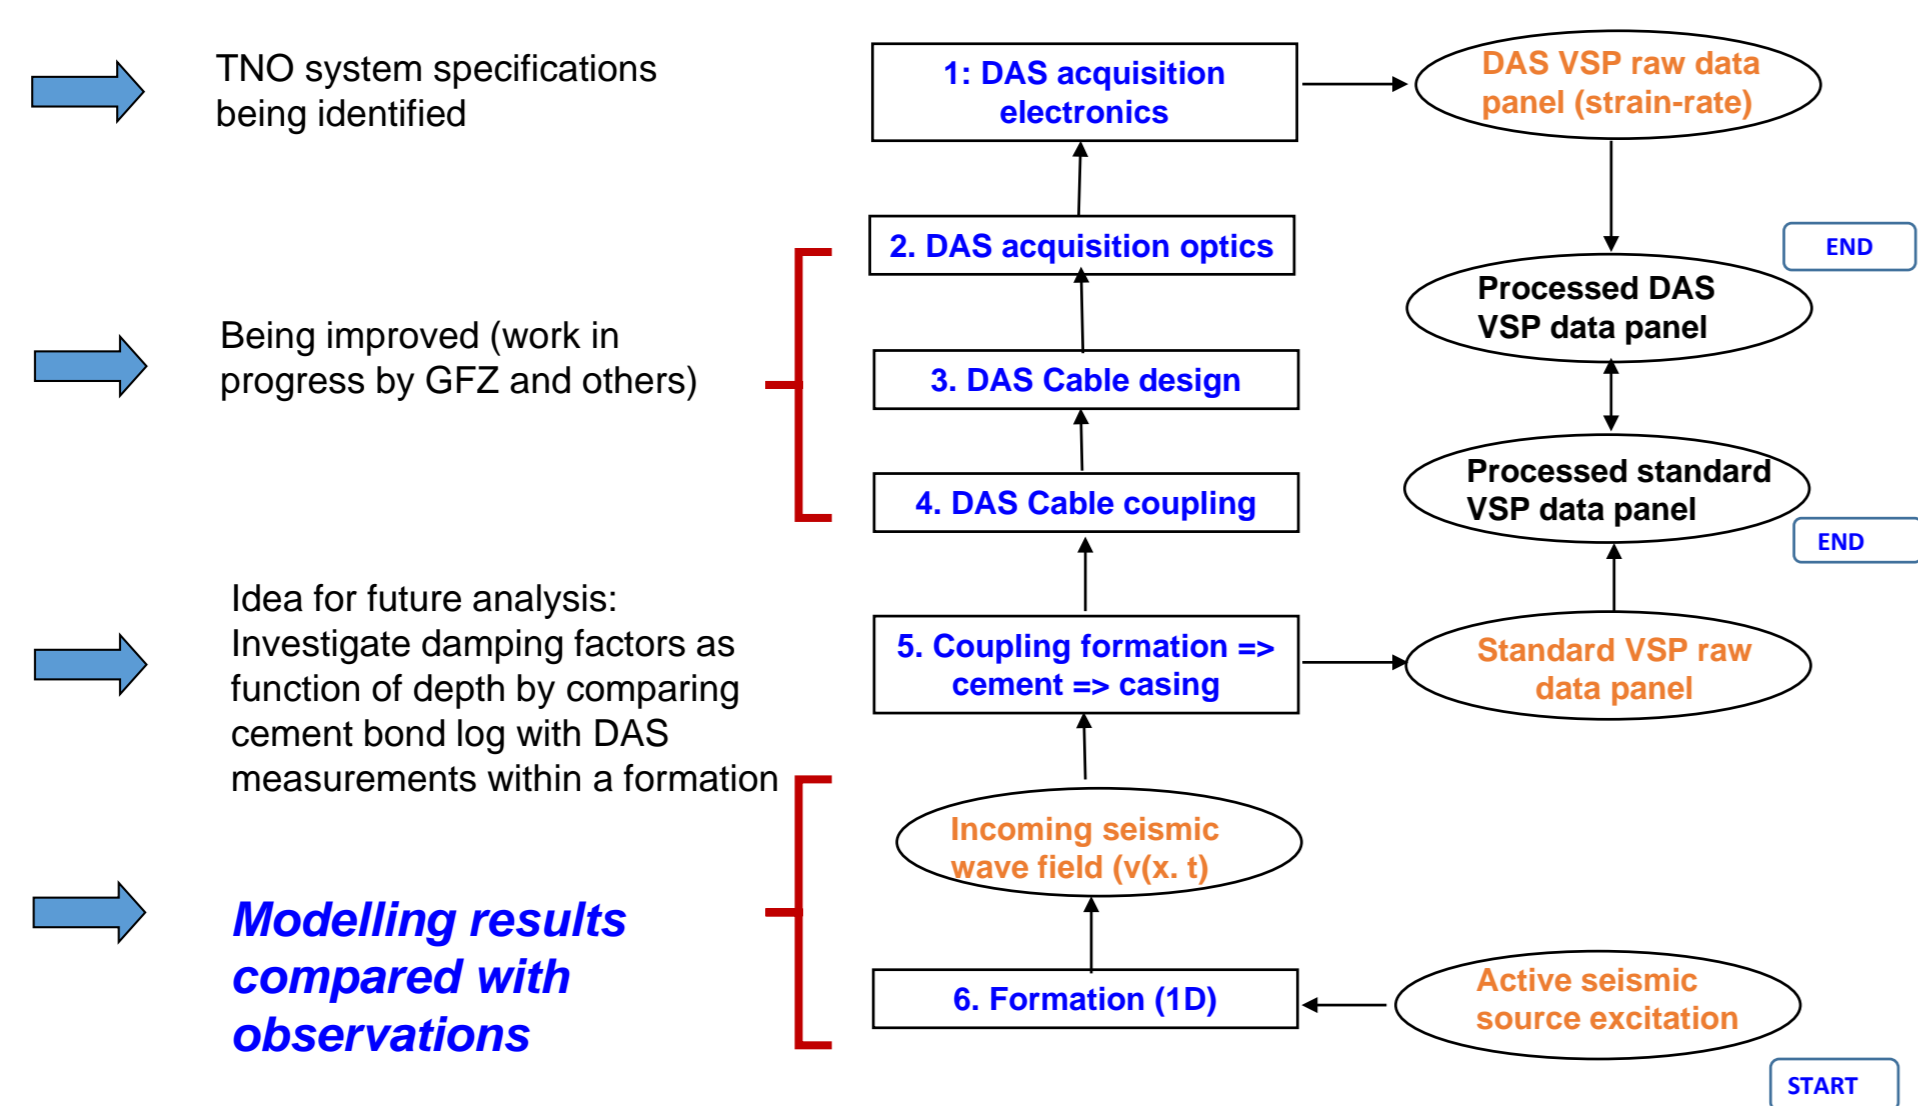 TNO system specifications
being identified
1: DAS acquisition
electronics
DAS VSP raw data
panel (strain-rate)
2. DAS acquisition optics
END
Processed DAS
VSP data panel
Being improved (work in
progress by GFZ and others)
3. DAS Cable design
4. DAS Cable coupling
Processed standard
VSP data panel
END
Idea for future analysis:
Investigate damping factors as
function of depth by comparing
cement bond log with DAS
measurements within a formation
5. Coupling formation =>
cement => casing
Standard VSP raw
data panel
Incoming seismic
wave field (v(x. t)
Modelling results
compared with
observations
6. Formation (1D)
Active seismic
source excitation
START